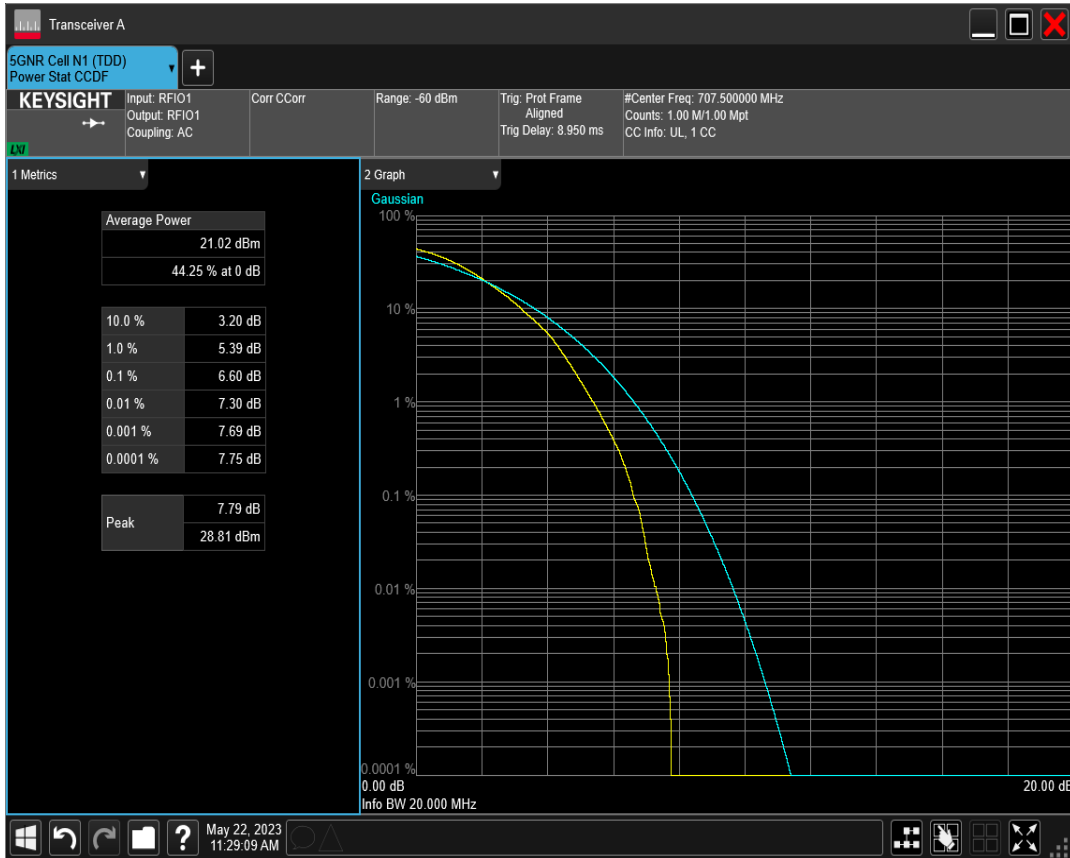 Transceiver A
5GNR Cell N1 (TDD)
Power Stat CCDF
+
KEYSIGHT
LXI
Input: RFIO1
Output: RFIO1
Coupling: AC
Corr CCorr
Range: -60 dBm
Trig: Prot Frame
Aligned
Trig Delay: 8.950 ms
#Center Freq: 707.500000 MHz
Counts: 1.00 M/1.00 Mpt
CC Info: UL, 1 CC
1 Metrics
Average Power
21.02 dBm
44.25 % at 0 dB
10.0 % 3.20 dB
1.0 % 5.39 dB
0.1 % 6.60 dB
0.01 % 7.30 dB
0.001 % 7.69 dB
0.0001 % 7.75 dB
Peak 7.79 dB
28.81 dBm
2 Graph
Gaussian
100 %
10 %
1 %
0.1 %
0.01 %
0.001 %
0.0001 %
0.00 dB 20.00 dB
Info BW 20.000 MHz
? May 22, 2023
11:29:09 AM